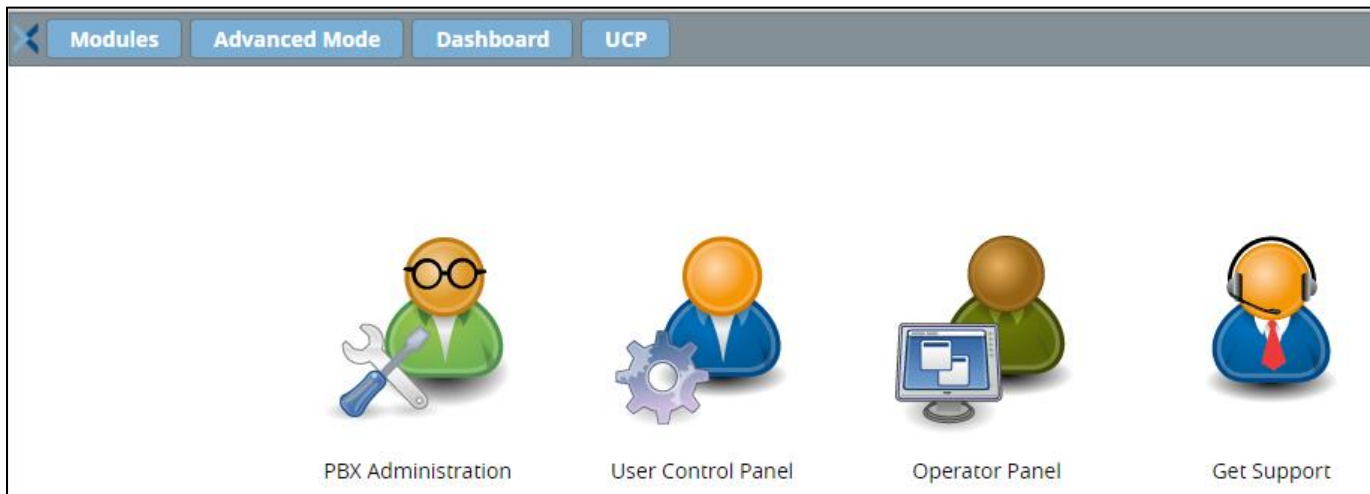 Modules Advanced Mode Dashboard UCP
PBX Administration User Control Panel Operator Panel Get Support